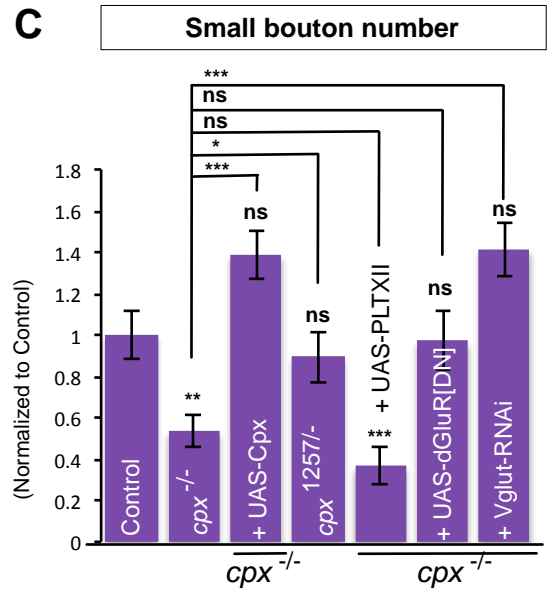 C
Small bouton number
***
ns
ns
*
***
1.8
1.6
1.4
1.2
1
0.8
0.6
0.4
0.2
0
(Normalized to Control)
**
ns
ns
***
ns
ns
Control
cpx -/-
+ UAS-Cpx
cpx 1257/-
+ UAS-PLTXII
+ UAS-dGluR[DN]
+ Vglut-RNAi
cpx -/-
cpx -/-